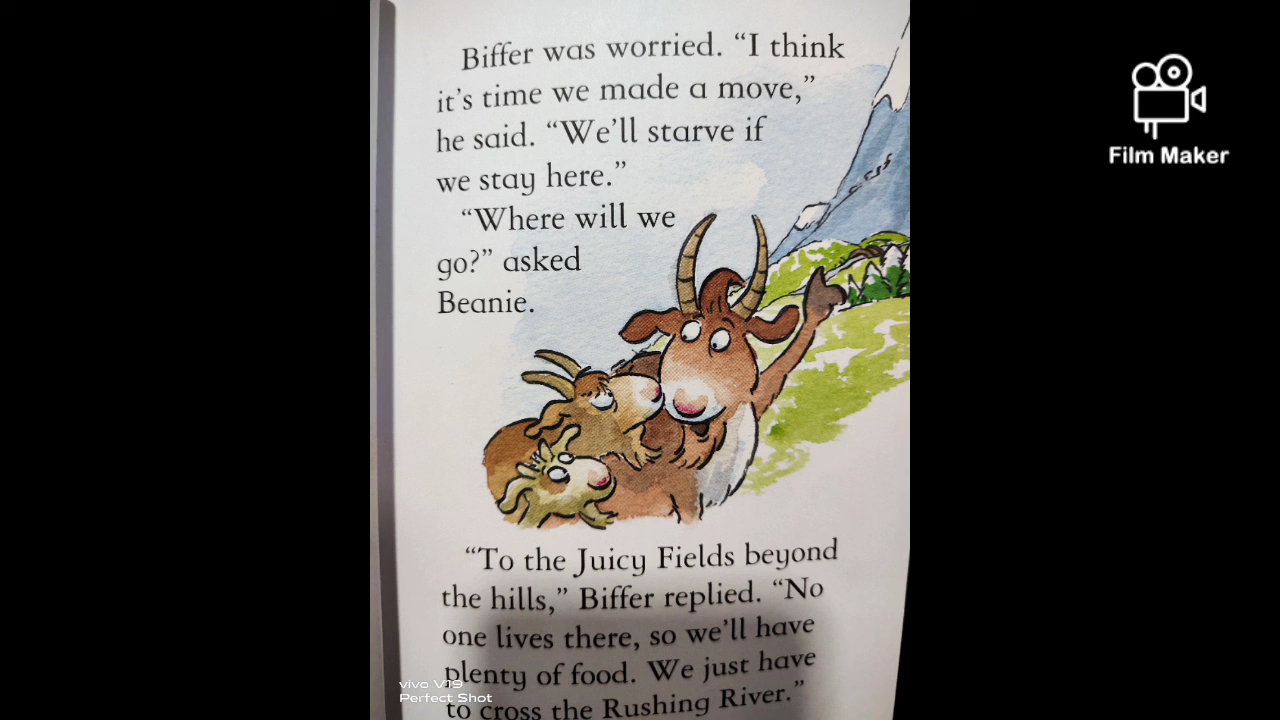 Biffer was worried. “I think
it’s time we made a move,”
he said. “We’ll starve if
we stay here.”
“Where will we
go?” asked
Beanie.
“To the Juicy Fields beyond
the hills,” Biffer replied. “No
one lives there, so we’ll have
plenty of food. We just have
to cross the Rushing River.”
vivo V19
Perfect Shot
Film Maker